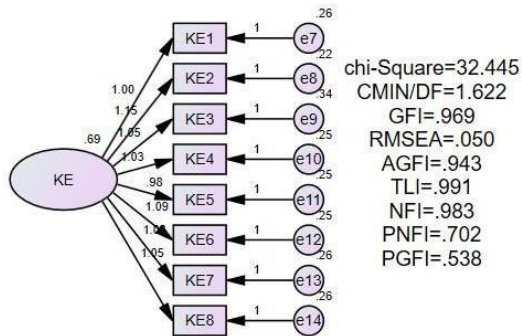 .26
KE1 1 e7
.22
1.00 KE2 1 e8
.34
1.15
1.05 KE3 1 e9
.25
.69 1.03 KE4 1 e10
.25
KE .98 KE5 1 e11
.25
1.09 KE6 1 e12
.26
1.05 KE7 1 e13
.26
KE8 1 e14
chi-Square=32.445
CMIN/DF=1.622
GFI=.969
RMSEA=.050
AGFI=.943
TLI=.991
NFI=.983
PNFI=.702
PGFI=.538